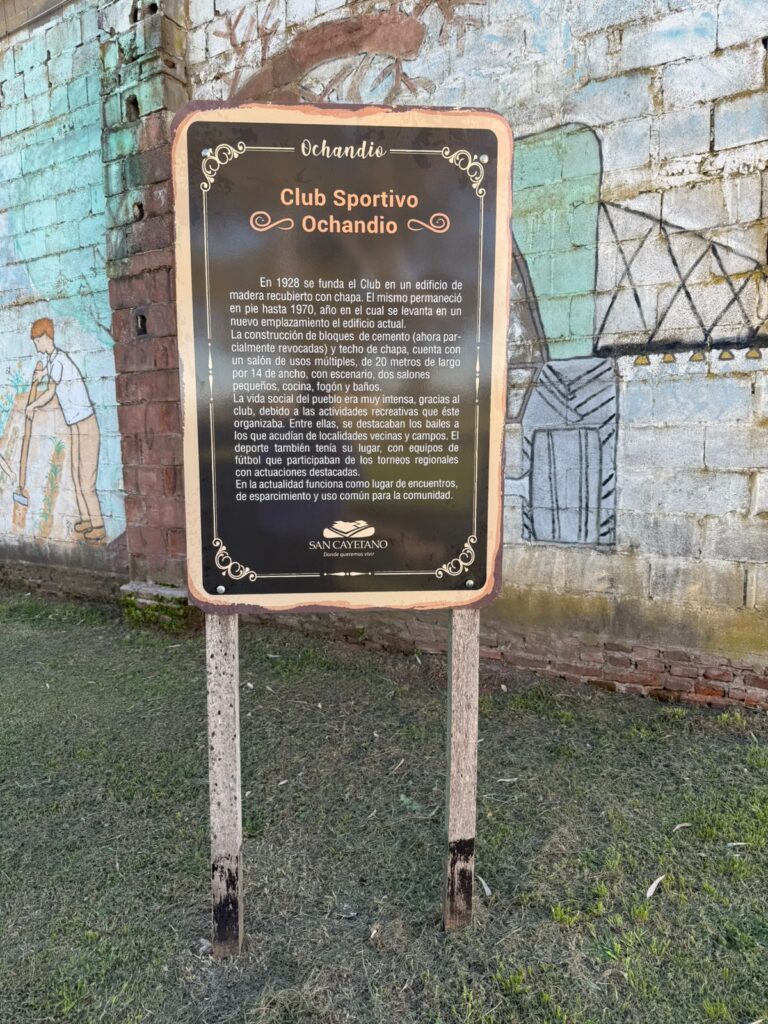 Ochandio
Club Sportivo
Ochandio
En 1928 se funda el Club en un edificio de
madera recubierto con chapa. El mismo permaneció
en pie hasta 1970, año en el cual se levanta en un
nuevo emplazamiento el edificio actual.
La construcción de bloques de cemento (ahora par-
cialmente revocadas) y techo de chapa, cuenta con
un salón de usos múltiples, de 20 metros de largo
por 14 de ancho, con escenario, dos salones
pequeños, cocina, fogón y baños.
La vida social del pueblo era muy intensa, gracias al
club, debido a las actividades recreativas que éste
organizaba. Entre ellas, se destacaban los bailes a
los que acudían de localidades vecinas y campos. El
deporte también tenía su lugar, con equipos de
fútbol que participaban de los torneos regionales
con actuaciones destacadas.
En la actualidad funciona como lugar de encuentros,
de esparcimiento y uso común para la comunidad.
SAN CAYETANO
Donde queremos vivir